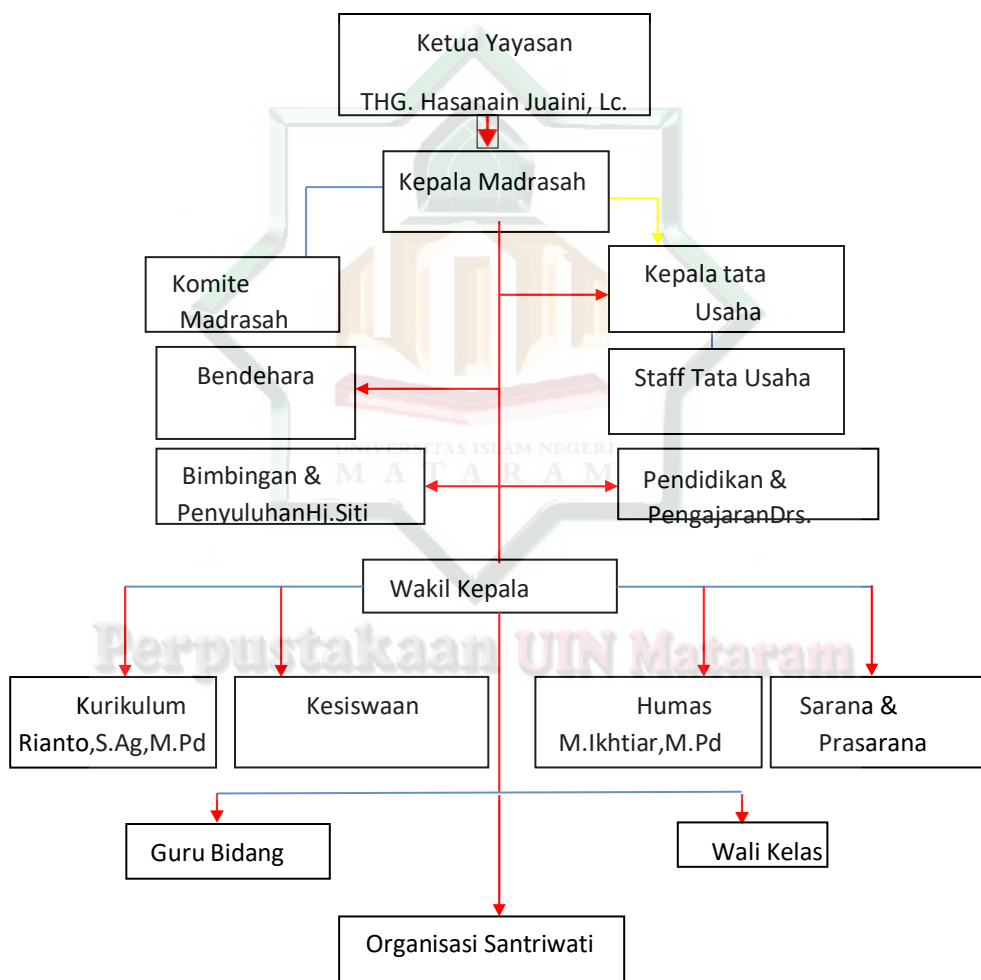 Ketua Yayasan
THG. Hasanain Juaini, Lc.
Kepala Madrasah
Komite
Madrasah
Kepala tata
Usaha
Bendehara
Staff Tata Usaha
UNIVERSITAS ISLAM NEGERI
MATARAM
Bimbingan &
PenyuluhanHj.Siti
Pendidikan &
PengajaranDrs.
Wakil Kepala
Perpustakaan UIN Mataram
Kurikulum
Rianto,S.Ag,M.Pd
Kesiswaan
Humas
M.Ikhtiar,M.Pd
Sarana &
Prasarana
Guru Bidang
Wali Kelas
Organisasi Santriwati